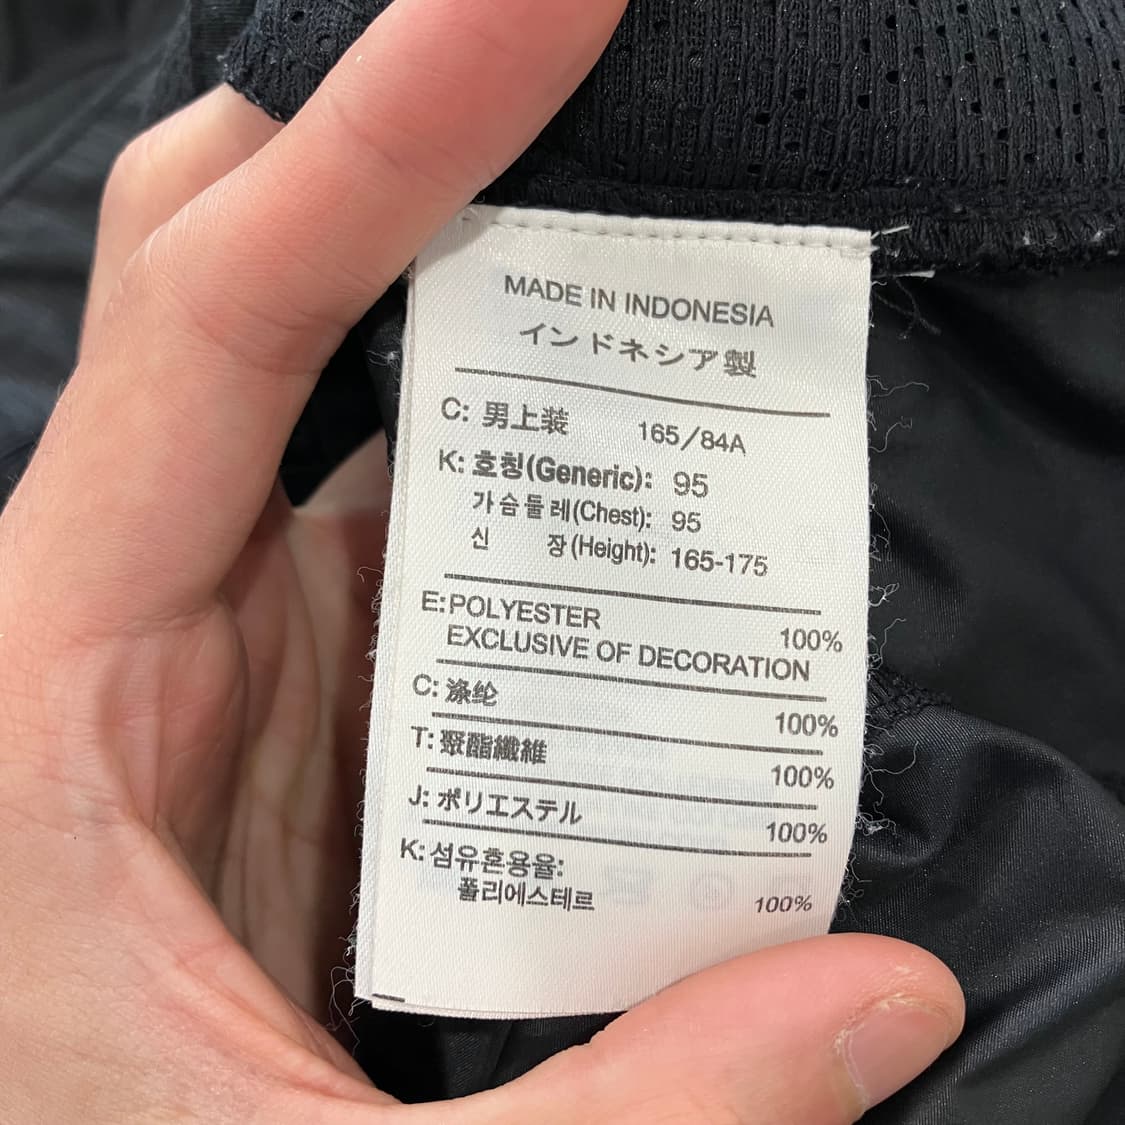 MADE IN INDONESIA
インドネシア製
C: 男上装 165/84A
K: 호칭(Generic): 95
가슴둘레(Chest): 95
신 장(Height): 165-175
E: POLYESTER 100%
EXCLUSIVE OF DECORATION
C: 涤纶 100%
T: 聚酯纖維 100%
J: ポリエステル 100%
K: 섬유혼용율:
폴리에스테르 100%